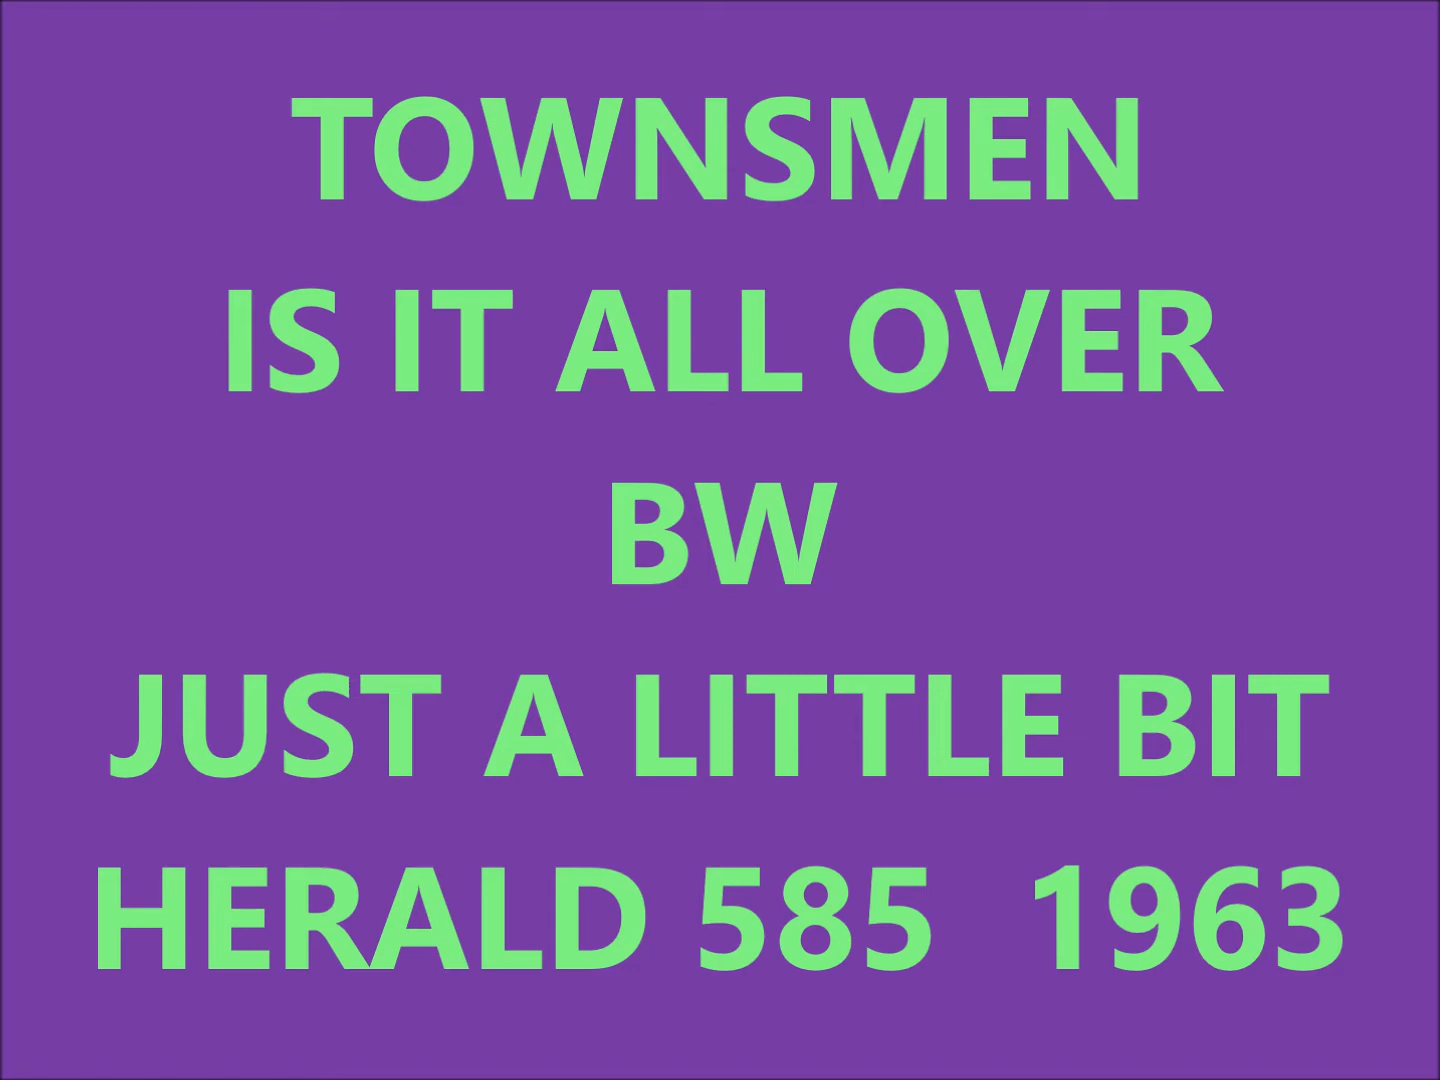 TOWNSMEN
IS IT ALL OVER
BW
JUST A LITTLE BIT
HERALD 585  1963